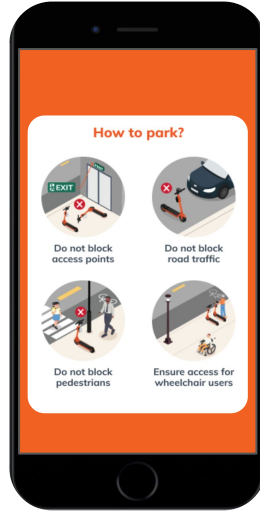 How to park?
EXIT
Do not block
access points
Do not block
road traffic
Do not block
pedestrians
Ensure access for
wheelchair users